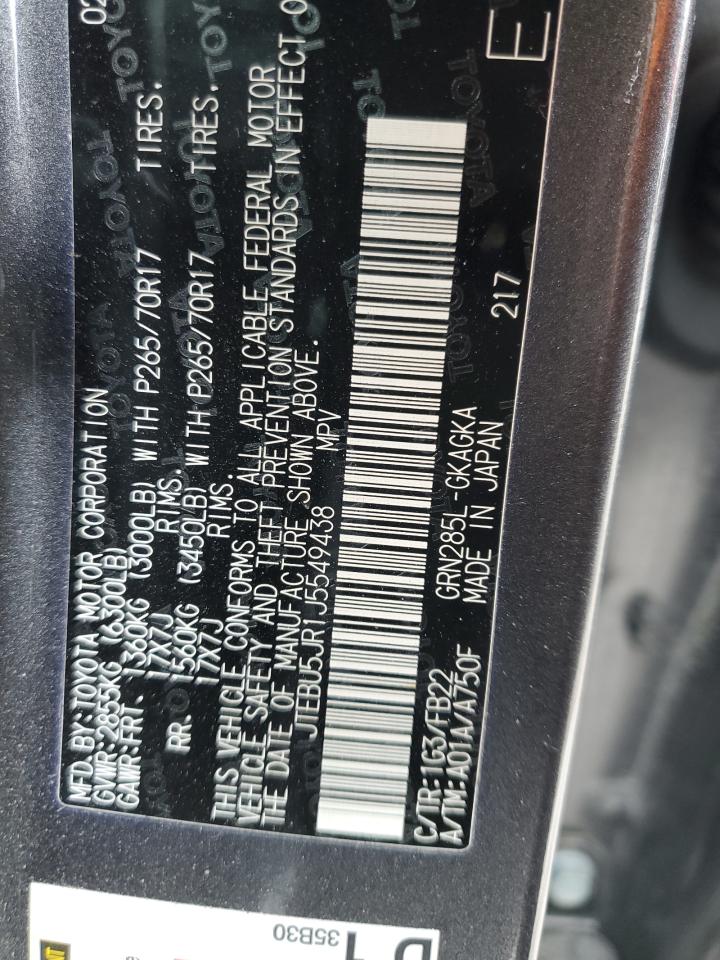 MFD.BY:TOYOTA MOTOR CORPORATION 02
GVWR:2855KG (6300LB)
GAWR:FRT. 1360KG (3000LB) WITH P265/70R17 TIRES.
17X7J RIMS.
RR. 1560KG (3450LB) WITH P265/70R17 TIRES.
17X7J RIMS.
THIS VEHICLE CONFORMS TO ALL APPLICABLE FEDERAL MOTOR
VEHICLE SAFETY AND THEFT PREVENTION STANDARDS IN EFFECT O
THE DATE OF MANUFACTURE SHOWN ABOVE.
JTEBU5JR1J5549438 MPV
C/TR:1G3/FB22 GRN285L-GKAGKA 217
A/TM:A01A/A750F MADE IN JAPAN E
35B30